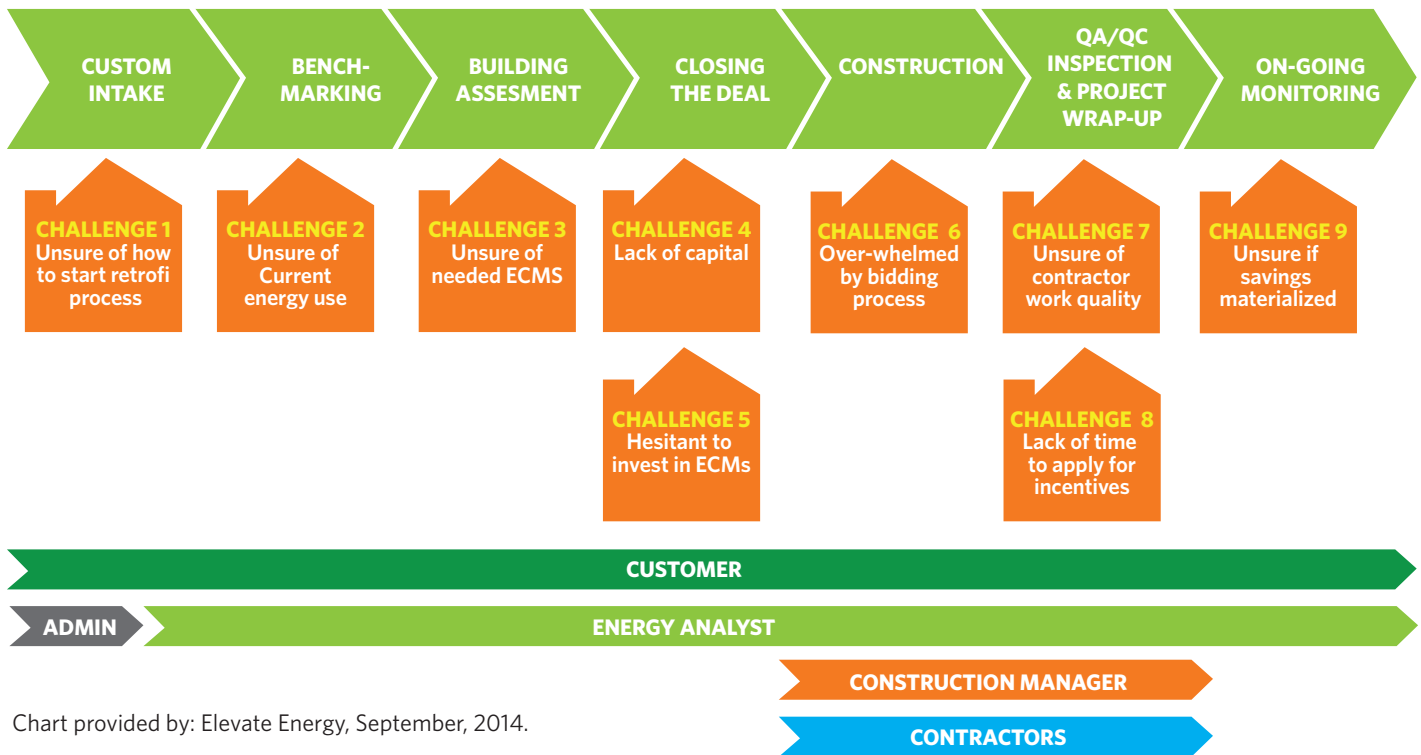 CUSTOM
INTAKE
BENCH-
MARKING
BUILDING
ASSESMENT
CLOSING
THE DEAL
CONSTRUCTION
QA/QC
INSPECTION
& PROJECT
WRAP-UP
ON-GOING
MONITORING
CHALLENGE 1
Unsure of how
to start retrofi
process
CHALLENGE 2
Unsure of
Current
energy use
CHALLENGE 3
Unsure of
needed ECMS
CHALLENGE 4
Lack of capital
CHALLENGE 5
Hesitant to
invest in ECMs
CHALLENGE 6
Over-whelmed
by bidding
process
CHALLENGE 7
Unsure of
contractor
work quality
CHALLENGE 8
Lack of time
to apply for
incentives
CHALLENGE 9
Unsure if
savings
materialized
CUSTOMER
ADMIN
ENERGY ANALYST
CONSTRUCTION MANAGER
CONTRACTORS
Chart provided by: Elevate Energy, September, 2014.